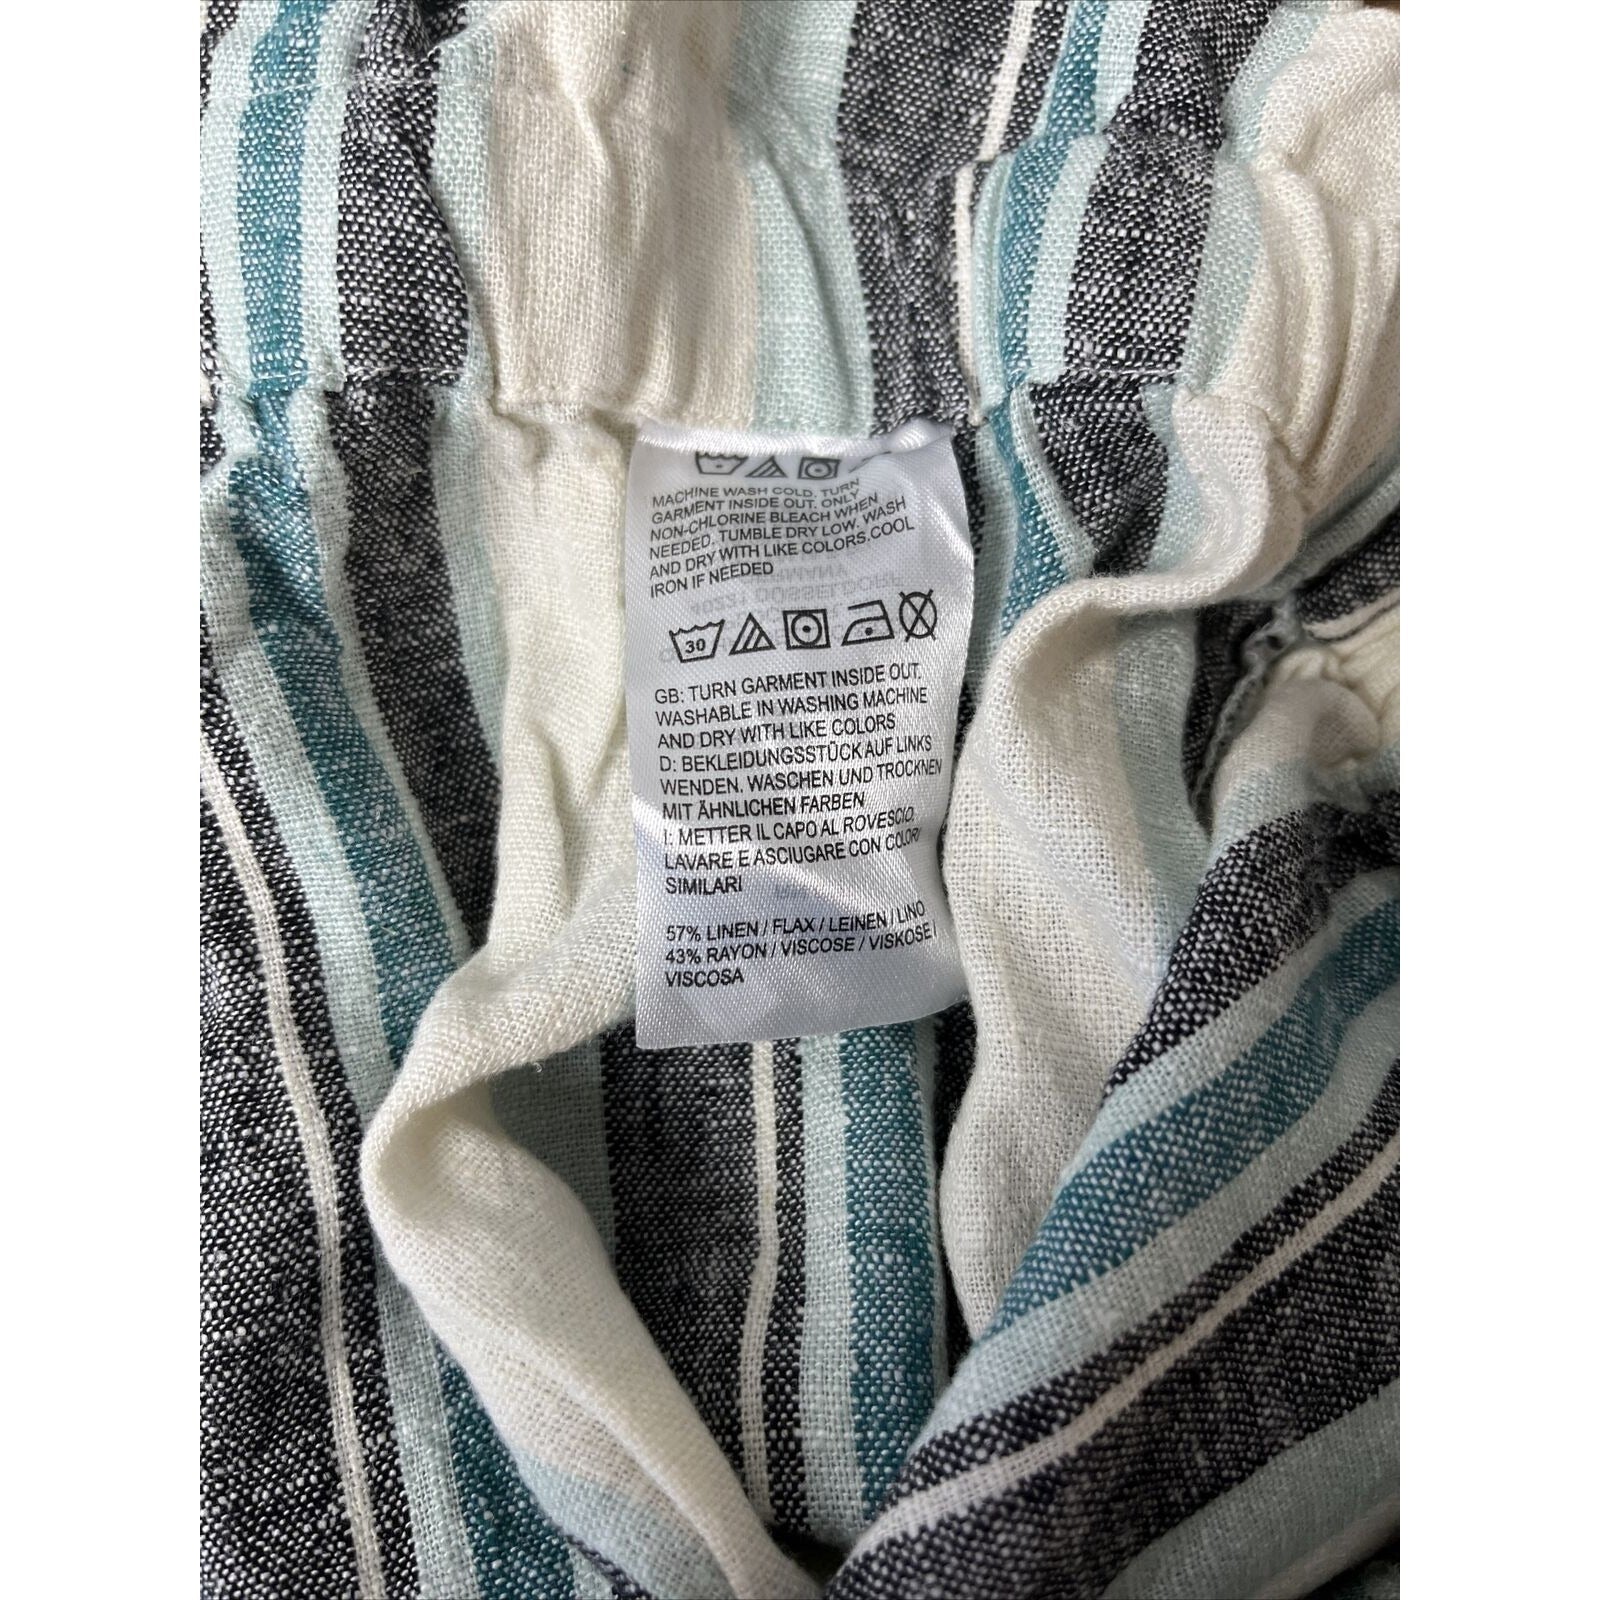 MACHINE WASH COLD. TURN
GARMENT INSIDE OUT. ONLY
NON-CHLORINE BLEACH WHEN
NEEDED. TUMBLE DRY LOW. WASH
AND DRY WITH LIKE COLORS.COOL
IRON IF NEEDED
30
GB: TURN GARMENT INSIDE OUT.
WASHABLE IN WASHING MACHINE
AND DRY WITH LIKE COLORS
D: BEKLEIDUNGSSTÜCK AUF LINKS
WENDEN. WASCHEN UND TROCKNEN
MIT ÄHNLICHEN FARBEN
I: METTER IL CAPO AL ROVESCIO.
LAVARE E ASCIUGARE CON COLORI
SIMILARI
57% LINEN / FLAX / LEINEN / LINO
43% RAYON / VISCOSE / VISKOSE /
VISCOSA